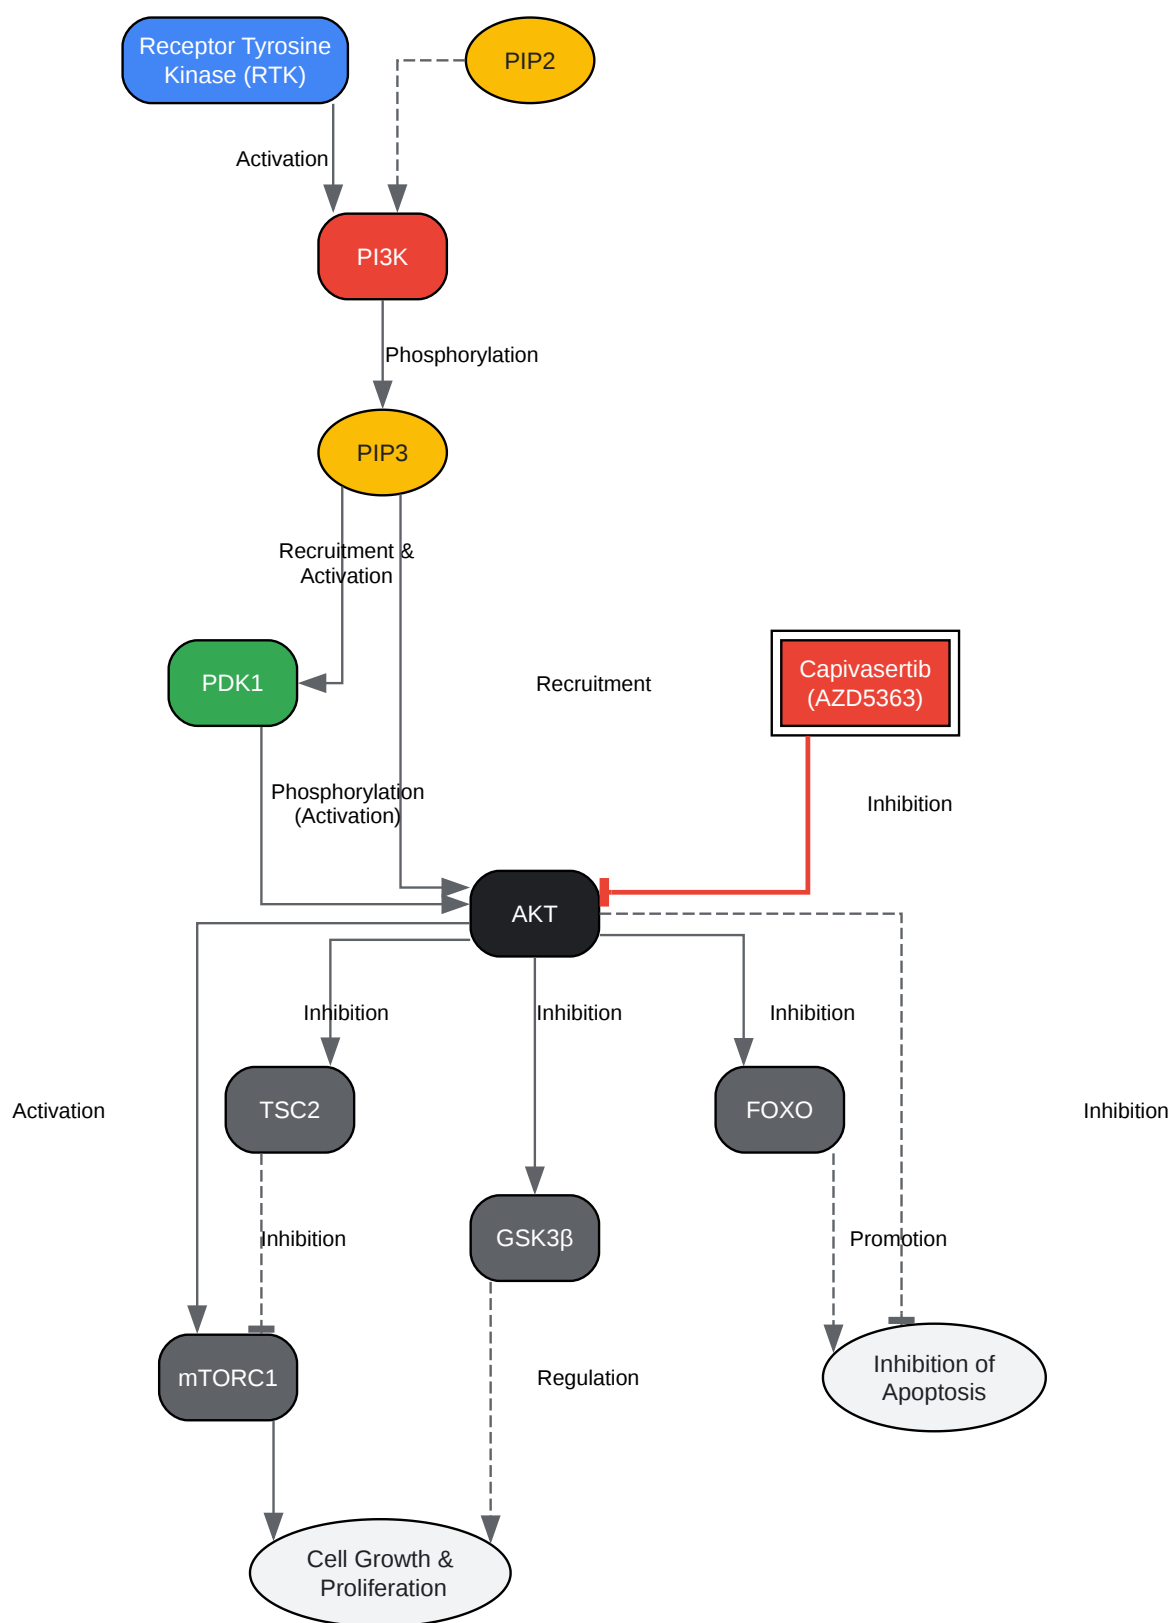 Receptor Tyrosine
Kinase (RTK)
PIP2
Activation
PI3K
Phosphorylation
PIP3
Recruitment &
Activation
PDK1
Recruitment
Capivasertib
(AZD5363)
Phosphorylation
(Activation)
Inhibition
AKT
Inhibition
Inhibition
Inhibition
Activation
TSC2
FOXO
Inhibition
Inhibition
GSK3β
Promotion
mTORC1
Regulation
Inhibition of
Apoptosis
Cell Growth &
Proliferation